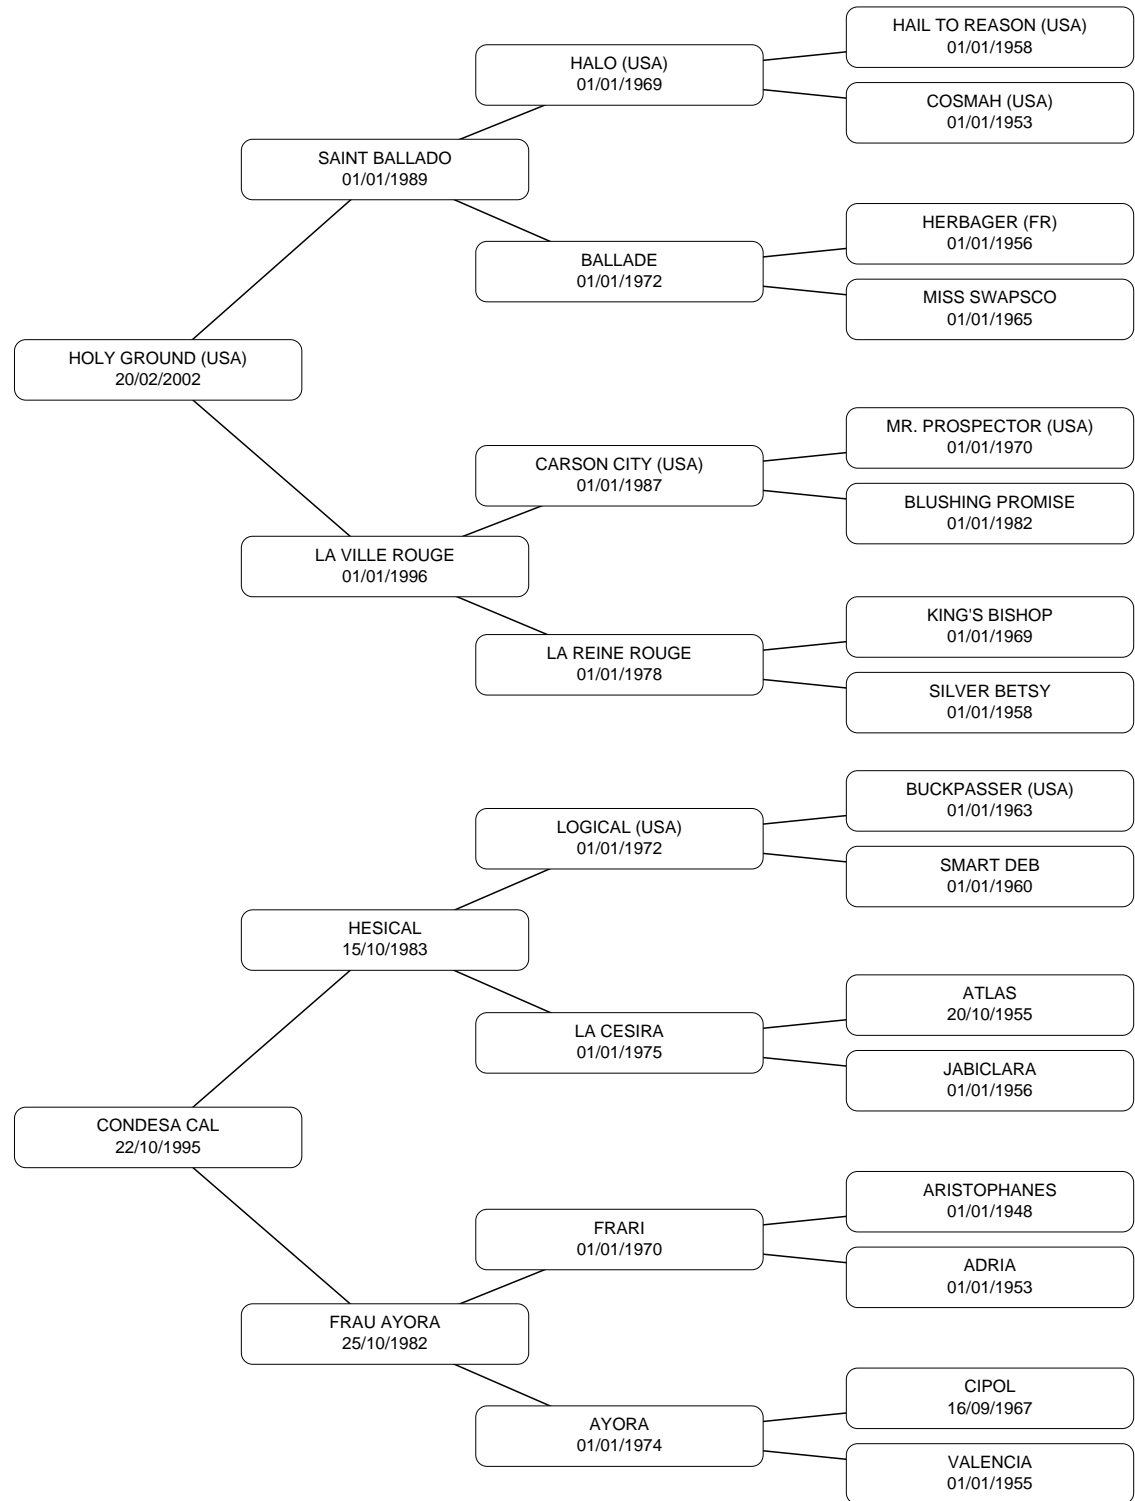 HAIL TO REASON (USA)
01/01/1958
HALO (USA)
01/01/1969
COSMAH (USA)
01/01/1953
SAINT BALLADO
01/01/1989
HERBAGER (FR)
01/01/1956
BALLADE
01/01/1972
MISS SWAPSCO
01/01/1965
HOLY GROUND (USA)
20/02/2002
MR. PROSPECTOR (USA)
01/01/1970
CARSON CITY (USA)
01/01/1987
BLUSHING PROMISE
01/01/1982
LA VILLE ROUGE
01/01/1996
KING'S BISHOP
01/01/1969
LA REINE ROUGE
01/01/1978
SILVER BETSY
01/01/1958
BUCKPASSER (USA)
01/01/1963
LOGICAL (USA)
01/01/1972
SMART DEB
01/01/1960
HESICAL
15/10/1983
ATLAS
20/10/1955
LA CESIRA
01/01/1975
JABICLARA
01/01/1956
CONDESA CAL
22/10/1995
ARISTOPHANES
01/01/1948
FRARI
01/01/1970
ADRIA
01/01/1953
FRAU AYORA
25/10/1982
CIPOL
16/09/1967
AYORA
01/01/1974
VALENCIA
01/01/1955